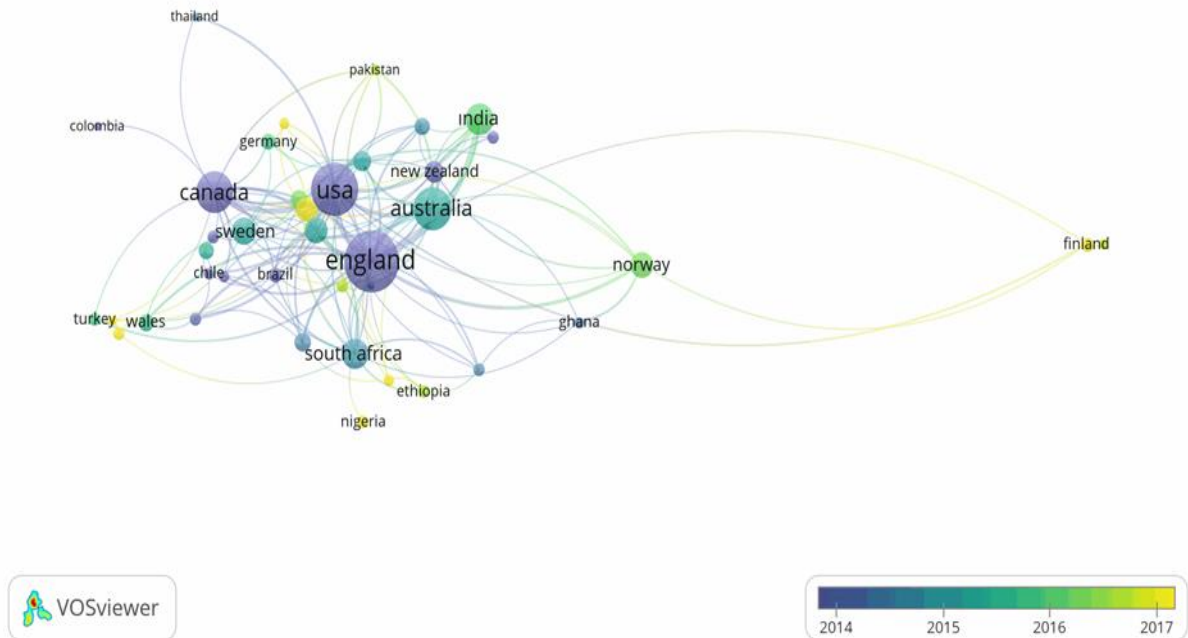 thailand
pakistan
colombia
ındia
germany
new zealand
canada
usa
australia
sweden
england
finland
norway
chile
brazil
turkey
wales
ghana
south africa
ethiopia
nigeria
VOSviewer
2014
2015
2016
2017